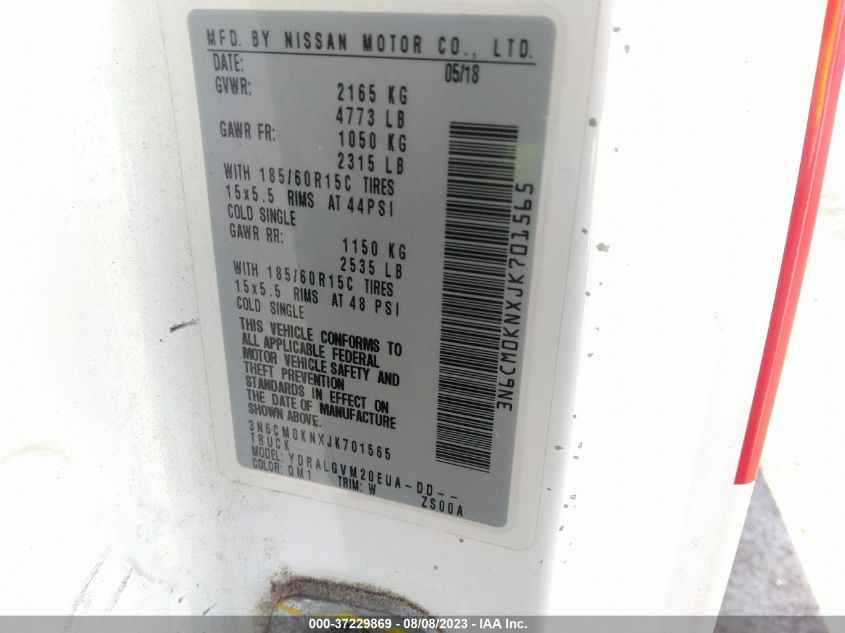 MFD. BY NISSAN MOTOR CO., LTD.
DATE: 05/18
GVWR: 2165 KG
4773 LB
GAWR FR: 1050 KG
2315 LB
WITH 185/60R15C TIRES
15x5.5 RIMS AT 44PSI
COLD SINGLE
GAWR RR: 1150 KG
2535 LB
WITH 185/60R15C TIRES
15x5.5 RIMS AT 48 PSI
COLD SINGLE
THIS VEHICLE CONFORMS TO
ALL APPLICABLE FEDERAL
MOTOR VEHICLE SAFETY AND
THEFT PREVENTION
STANDARDS IN EFFECT ON
THE DATE OF MANUFACTURE
SHOWN ABOVE.
3N6CM0KNXJK701565
TRUCK
MODEL: YDRALGVM20EUA-DD--
COLOR: QM1 TRIM: W ZS00A
3N6CM0KNXJK701565
000-37229869 - 08/08/2023 - IAA Inc.